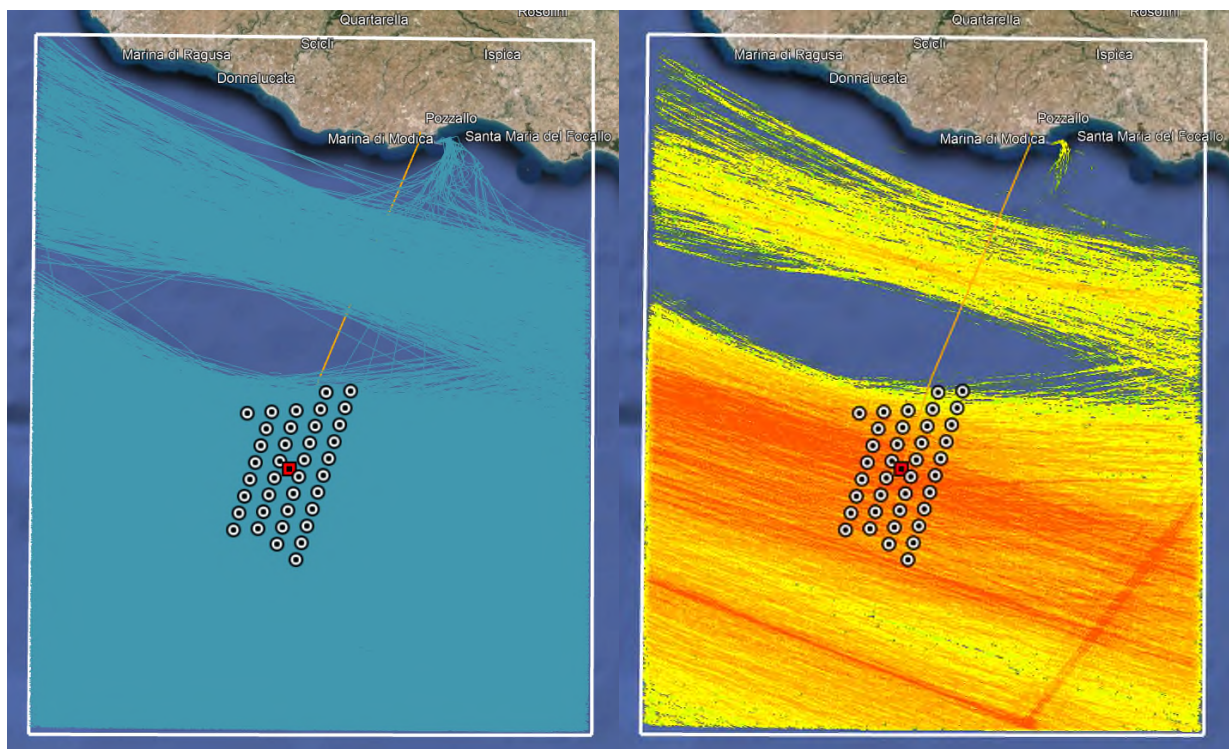 Quartarella
Rosolini
Scicli
Marina di Ragusa
Ispica
Donnalucata
Pozzallo
Marina di Modica
Santa Maria del Focallo
Quartarella
Rosolini
Scicli
Marina di Ragusa
Ispica
Donnalucata
Pozzallo
Marina di Modica
Santa Maria del Focallo